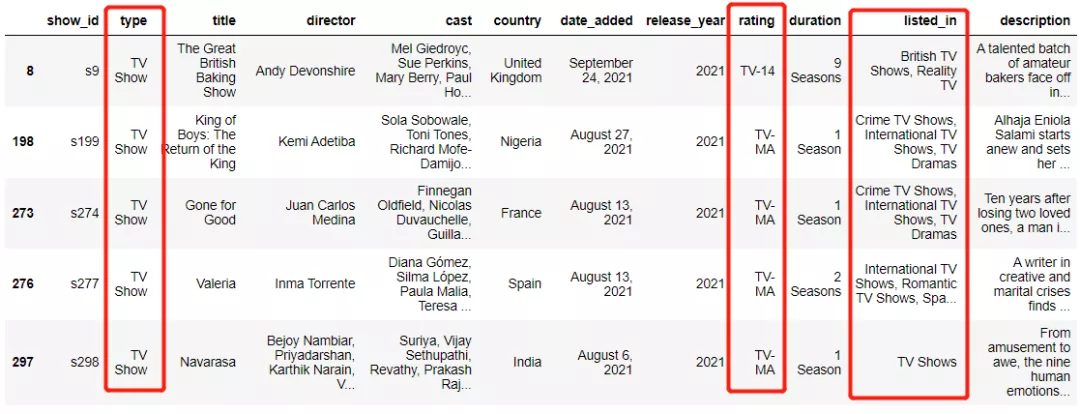 show_id type title director cast country date_added release_year rating duration listed_in description
8 s9 TV Show The Great British Baking Show Andy Devonshire Mel Giedroyc, Sue Perkins, Mary Berry, Paul Ho... United Kingdom September 24, 2021 2021 TV-14 9 Seasons British TV Shows, Reality TV A talented batch of amateur bakers face off in...
198 s199 TV Show King of Boys: The Return of the King Kemi Adetiba Sola Sobowale, Toni Tones, Richard Mofe-Damijo... Nigeria August 27, 2021 2021 TV-MA 1 Season Crime TV Shows, International TV Shows, TV Dramas Alhaja Eniola Salami starts anew and sets her ...
273 s274 TV Show Gone for Good Juan Carlos Medina Finnegan Oldfield, Nicolas Duvauchelle, Guilla... France August 13, 2021 2021 TV-MA 1 Season Crime TV Shows, International TV Shows, TV Dramas Ten years after losing two loved ones, a man i...
276 s277 TV Show Valeria Inma Torrente Diana Gómez, Silma López, Paula Malia, Teresa ... Spain August 13, 2021 2021 TV-MA 2 Seasons International TV Shows, Romantic TV Shows, Spa... A writer in creative and marital crises finds ...
297 s298 TV Show Navarasa Bejoy Nambiar, Priyadarshan, Karthik Narain, V... Suriya, Vijay Sethupathi, Revathy, Prakash Raj... India August 6, 2021 2021 TV-MA 1 Season TV Shows From amusement to awe, the nine human emotions...